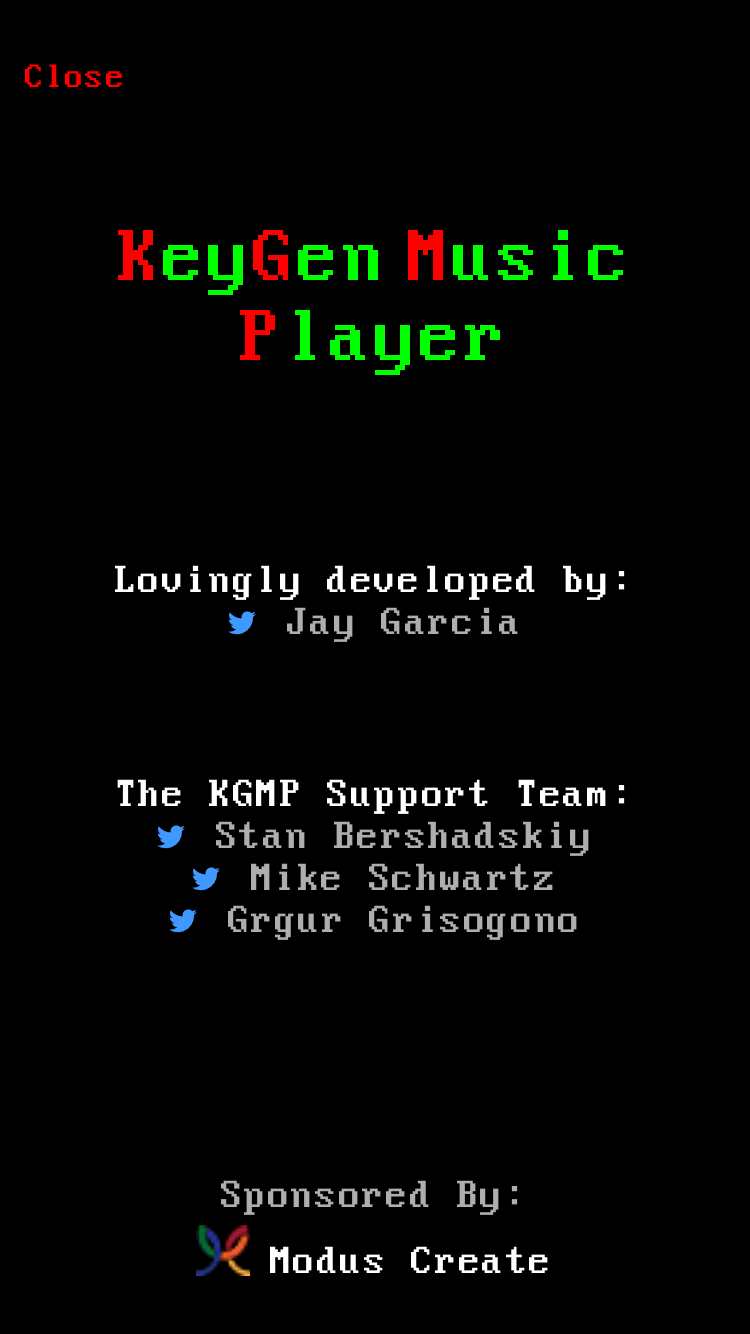 Close
KeyGen Music
Player
Lovingly developed by:
Jay Garcia
The KGMP Support Team:
Stan Bershadskiy
Mike Schwartz
Grgur Grisogono
Sponsored By:
Modus Create